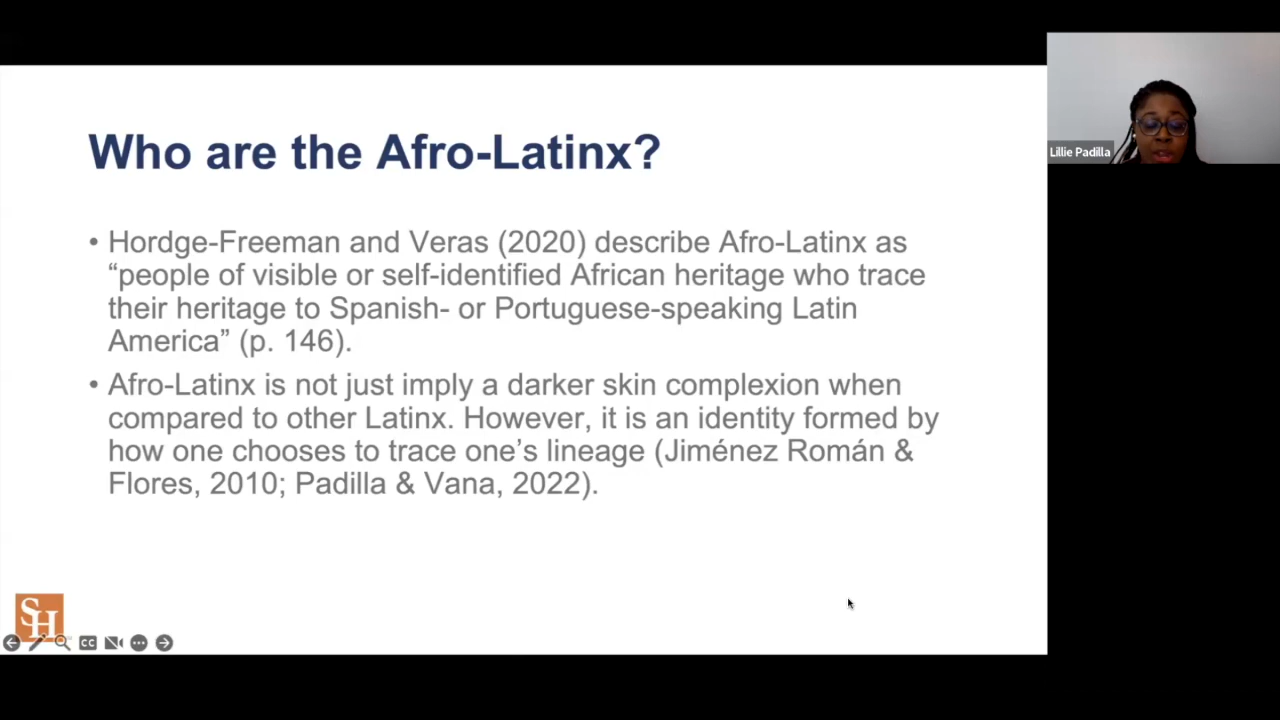 Who are the Afro-Latinx?
• Hordge-Freeman and Veras (2020) describe Afro-Latinx as
“people of visible or self-identified African heritage who trace
their heritage to Spanish- or Portuguese-speaking Latin
America” (p. 146).
• Afro-Latinx is not just imply a darker skin complexion when
compared to other Latinx. However, it is an identity formed by
how one chooses to trace one’s lineage (Jiménez Román &
Flores, 2010; Padilla & Vana, 2022).
Lillie Padilla
SH
CC